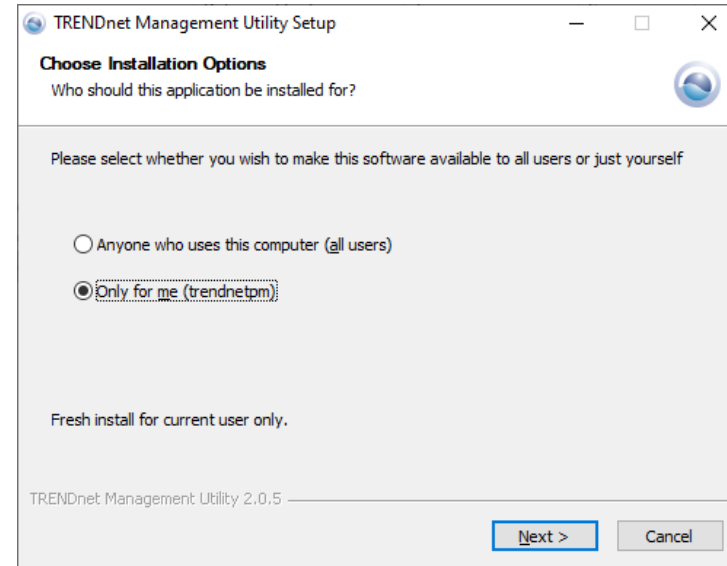 TRENDnet Management Utility Setup
Choose Installation Options
Who should this application be installed for?
Please select whether you wish to make this software available to all users or just yourself
Anyone who uses this computer (all users)
Only for me (trendnetpm)
Fresh install for current user only.
TRENDnet Management Utility 2.0.5
Next >
Cancel